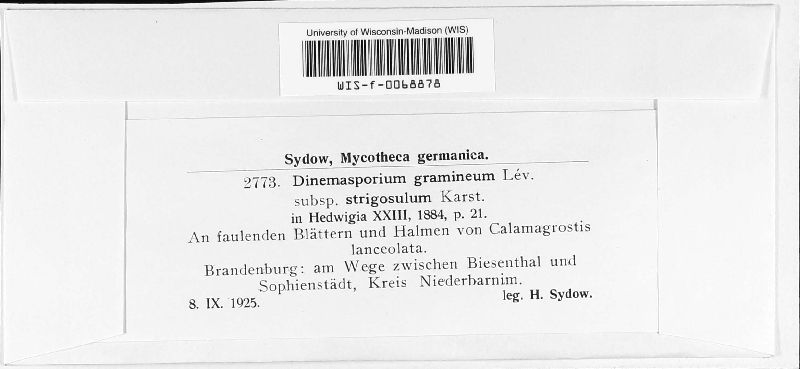 University of Wisconsin-Madison (WIS)
WIS-f-0068878
Sydow, Mycotheca germanica.
2773. Dinemasporium gramineum Lév.
subsp. strigosulum Karst.
in Hedwigia XXIII, 1884, p. 21.
An faulenden Blättern und Halmen von Calamagrostis
lanceolata.
Brandenburg: am Wege zwischen Biesenthal und
Sophienstädt, Kreis Niederbarnim.
8. IX. 1925. leg. H. Sydow.